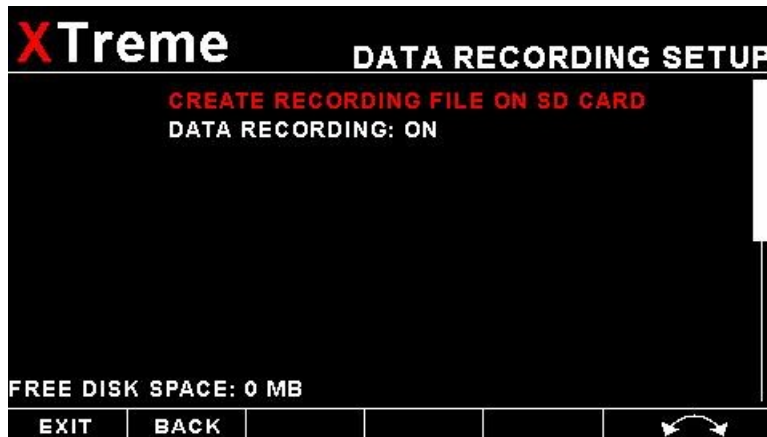 XTreme
DATA RECORDING SETUP
CREATE RECORDING FILE ON SD CARD
DATA RECORDING: ON
FREE DISK SPACE: 0 MB
EXIT BACK